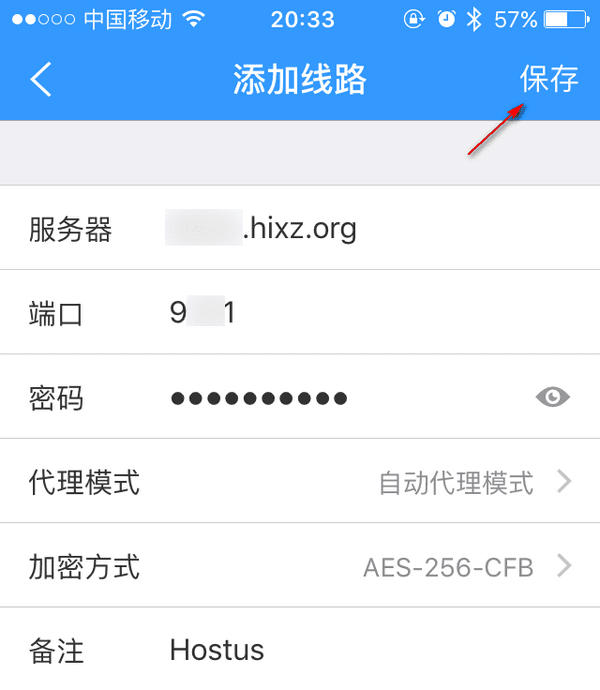 中国移动 20:33 57%
添加线路 保存
服务器 .hixz.org
端口 9 1
密码 ●●●●●●●●●●
代理模式 自动代理模式
加密方式 AES-256-CFB
备注 Hostus